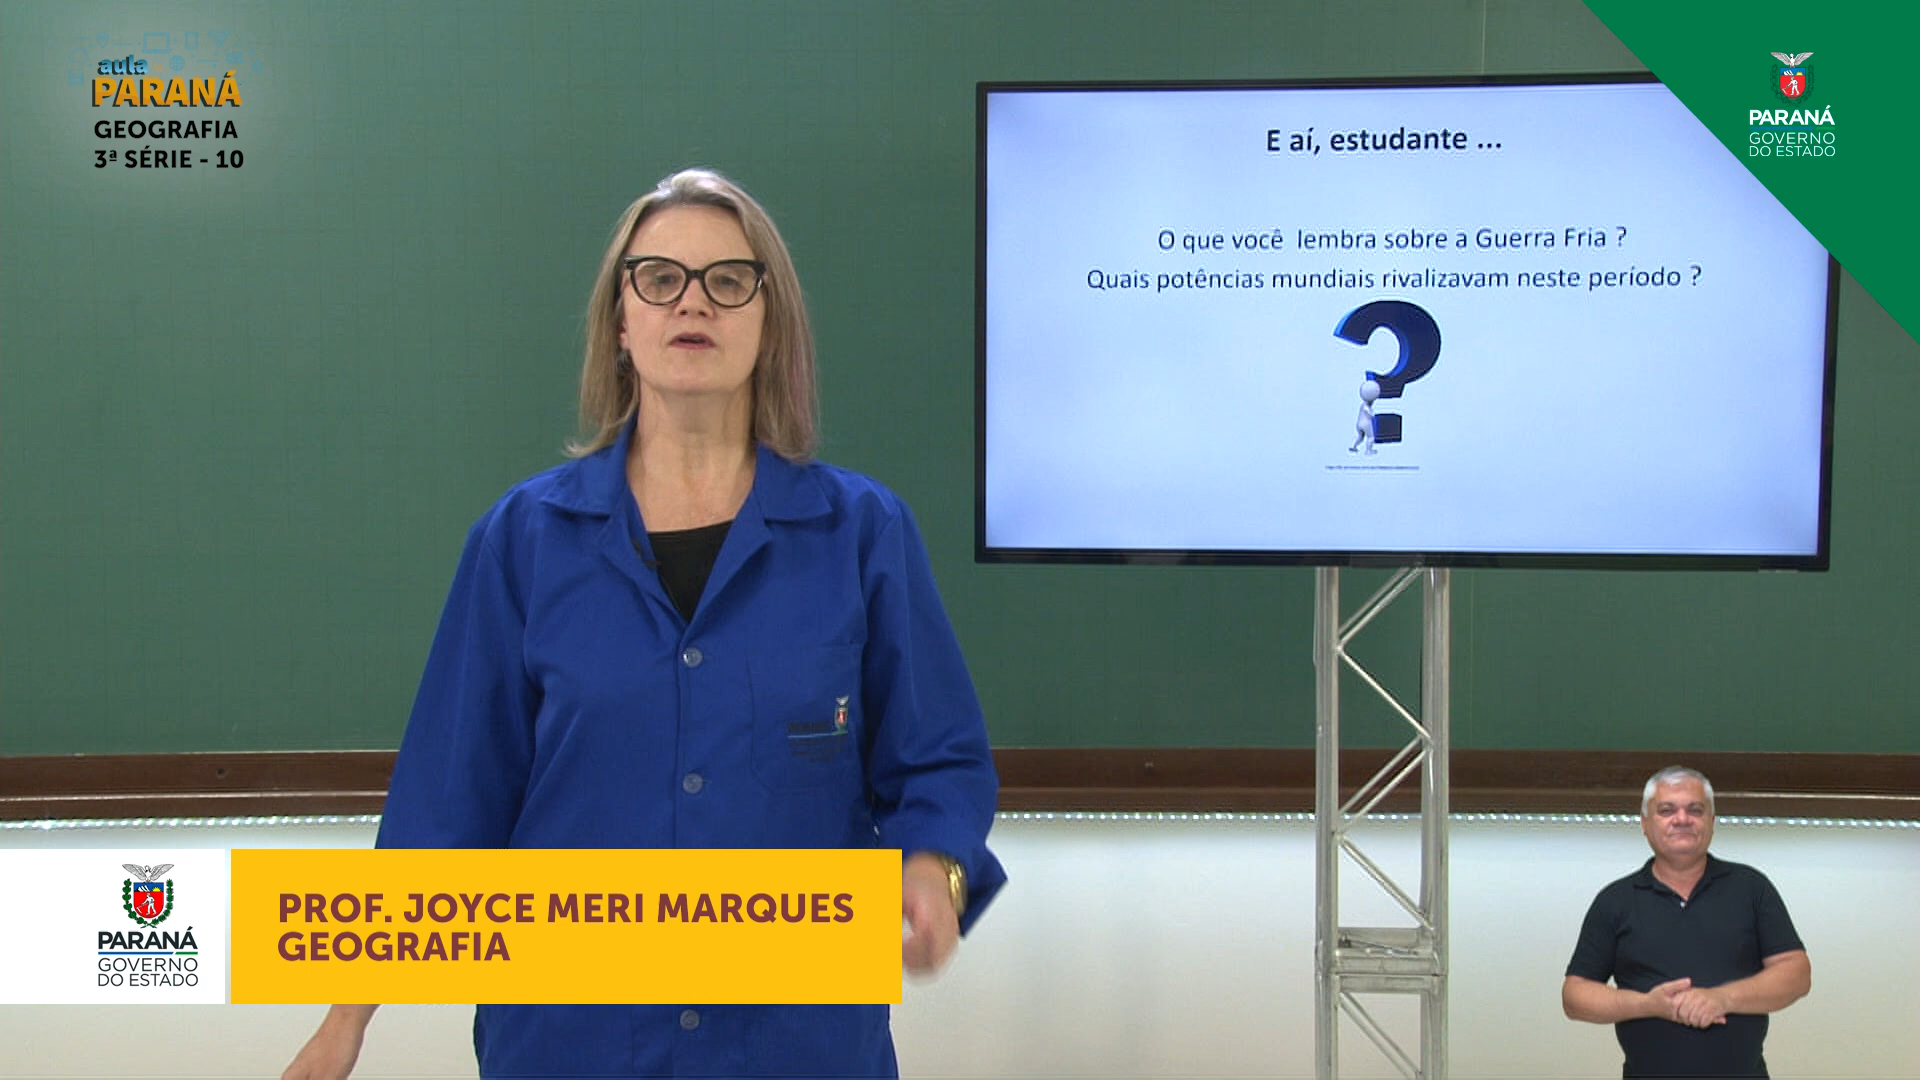 aula
PARANÁ
GEOGRAFIA
3ª SÉRIE - 10
E aí, estudante ...
O que você lembra sobre a Guerra Fria ?
Quais potências mundiais rivalizavam neste período ?
PARANÁ
GOVERNO
DO ESTADO
PROF. JOYCE MERI MARQUES
GEOGRAFIA
PARANÁ
GOVERNO
DO ESTADO